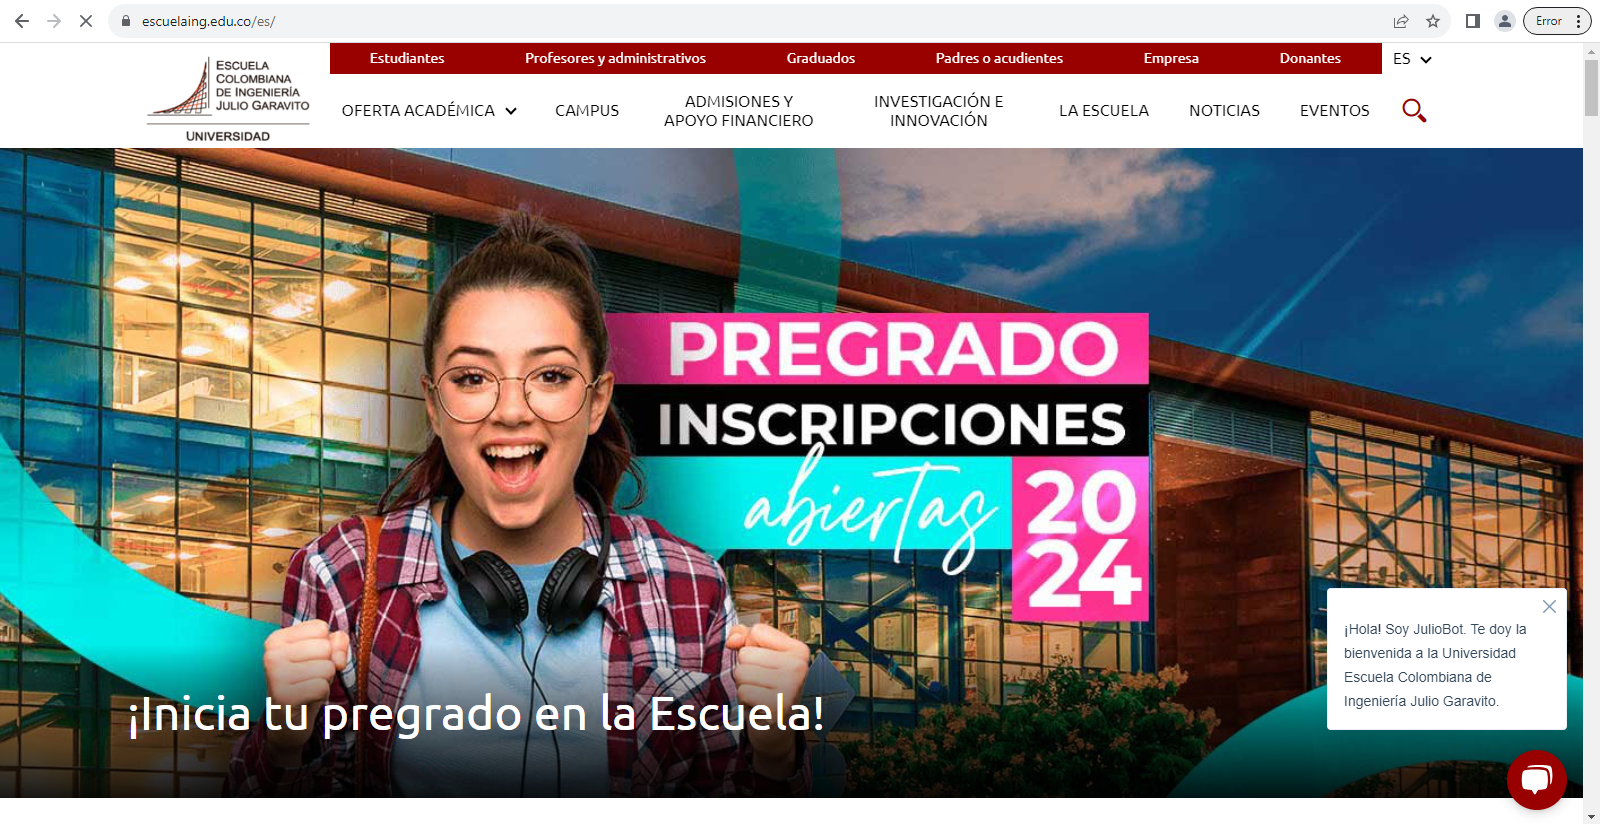 escuelaing.edu.co/es/
Error
ESCUELA
COLOMBIANA
DE INGENIERÍA
JULIO GARAVITO
UNIVERSIDAD
Estudiantes
Profesores y administrativos
Graduados
Padres o acudientes
Empresa
Donantes
ES
OFERTA ACADÉMICA
CAMPUS
ADMISIONES Y
APOYO FINANCIERO
INVESTIGACIÓN E
INNOVACIÓN
LA ESCUELA
NOTICIAS
EVENTOS
PREGRADO
INSCRIPCIONES
abiertas
20
24
¡Inicia tu pregrado en la Escuela!
¡Hola! Soy JulioBot. Te doy la
bienvenida a la Universidad
Escuela Colombiana de
Ingeniería Julio Garavito.